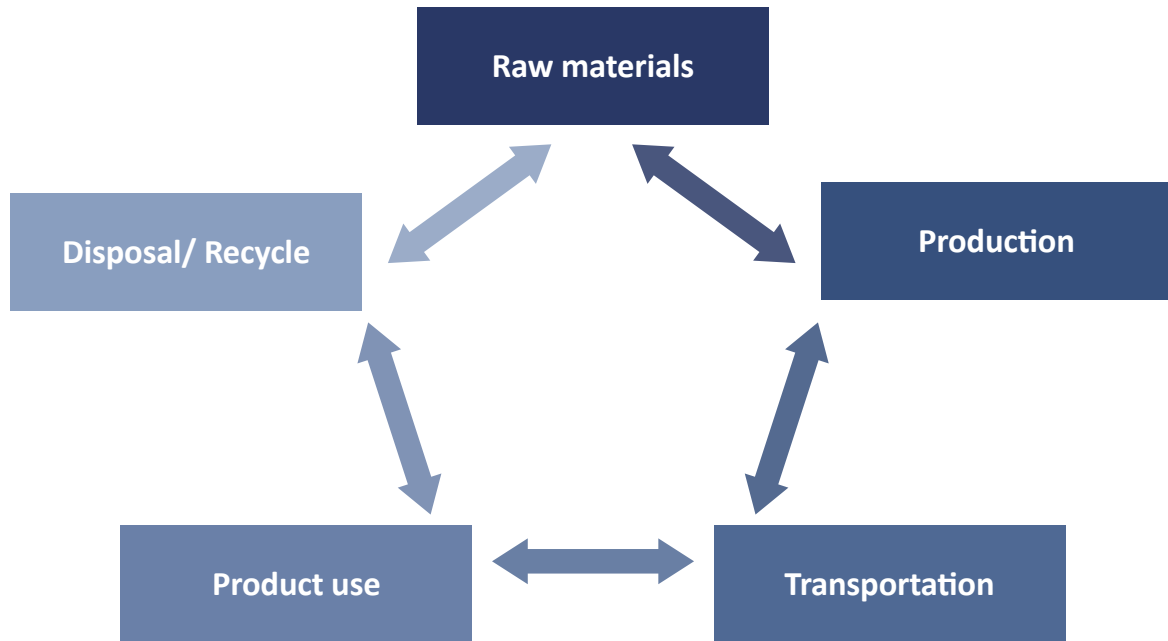 Raw materials
Production
Transportation
Product use
Disposal/ Recycle